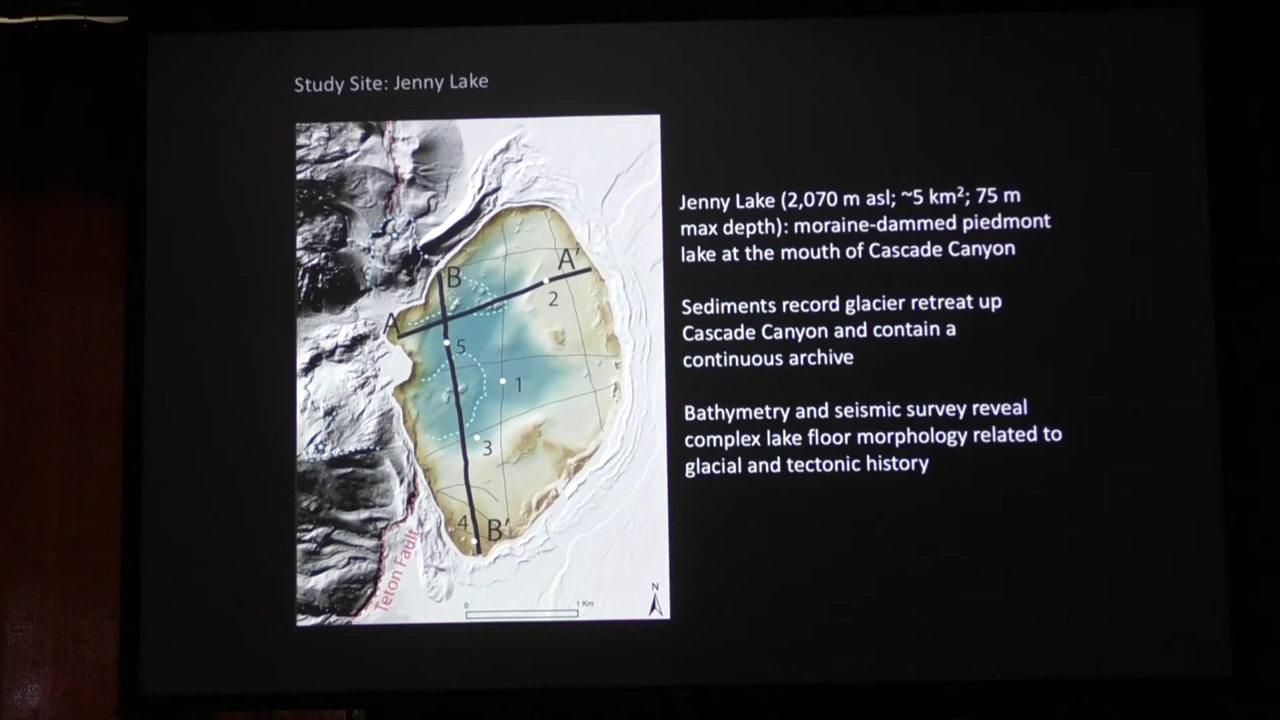 Study Site: Jenny Lake
B
A'
2
A
5
1
3
4
B'
Teton Fault
0
1 Km
N
Jenny Lake (2,070 m asl; ~5 km²; 75 m
max depth): moraine-dammed piedmont
lake at the mouth of Cascade Canyon
Sediments record glacier retreat up
Cascade Canyon and contain a
continuous archive
Bathymetry and seismic survey reveal
complex lake floor morphology related to
glacial and tectonic history